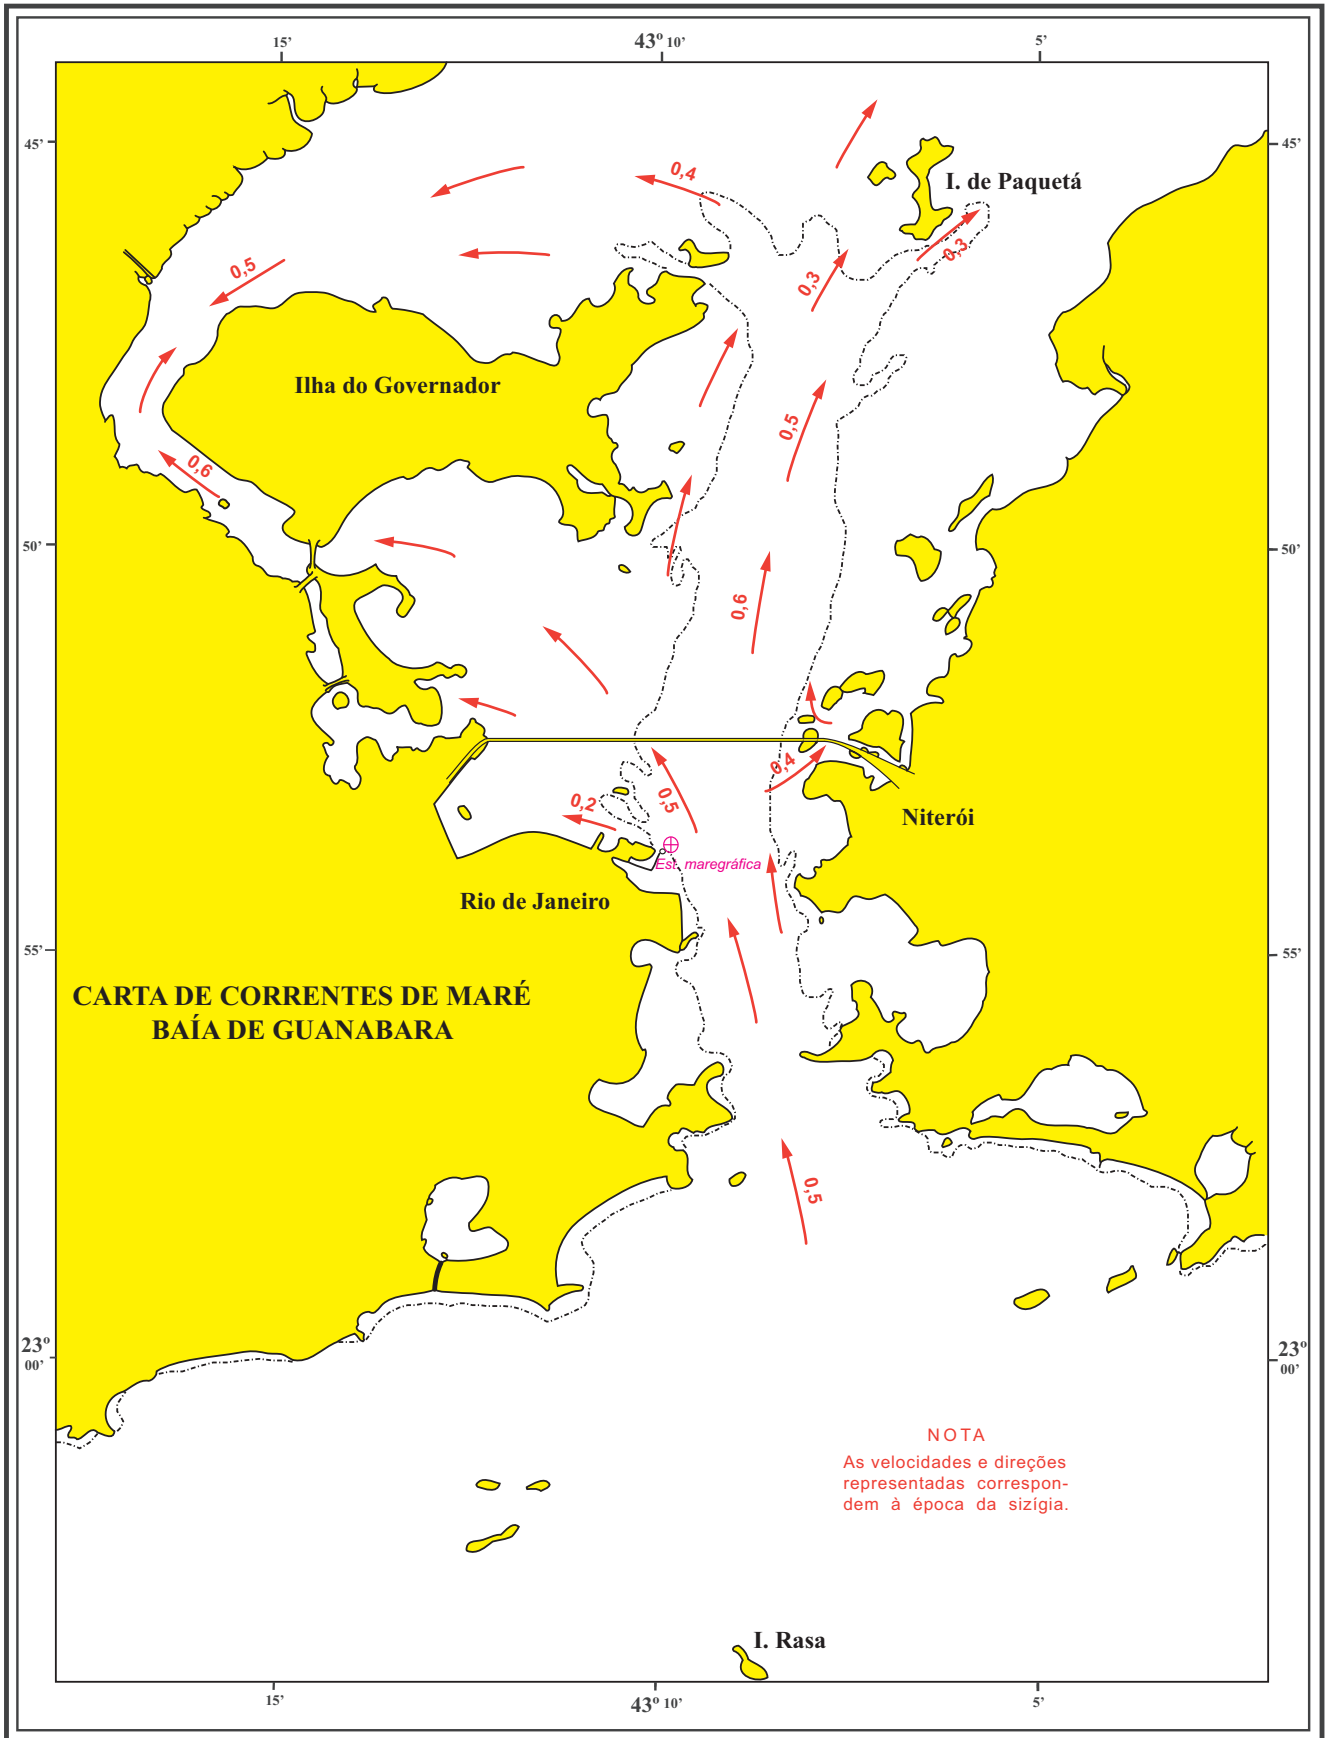 15’
43º 10’
5’
45’
45’
0,4
I. de Paquetá
0,3
0,5
0,3
Ilha do Governador
0,5
0,6
50’
50’
0,6
0,4
0,2
0,5
Niterói
Est. maregráfica
Rio de Janeiro
55’
55’
CARTA DE CORRENTES DE MARÉ
BAÍA DE GUANABARA
0,5
23º
00’
23º
00’
NOTA
As velocidades e direções
representadas correspon-
dem à época da sizígia.
I. Rasa
15’
43º 10’
5’